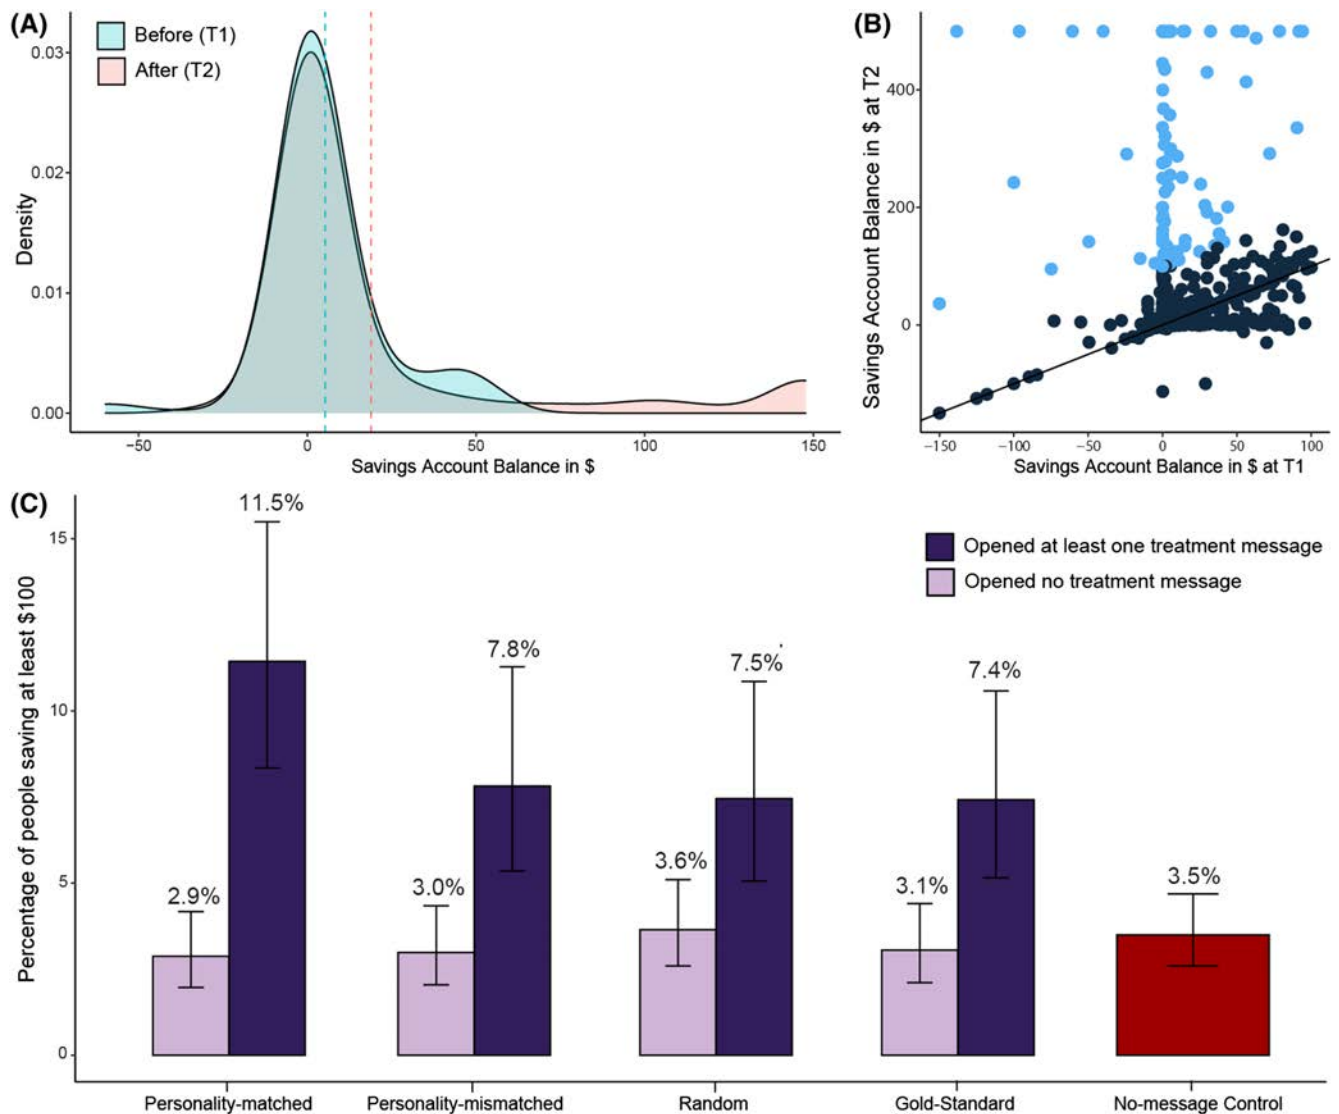 (A)
Before (T1)
After (T2)
0.03
0.02
0.01
0.00
Density
−50
0
50
100
150
Savings Account Balance in $
(B)
400
200
0
Savings Account Balance in $ at T2
−150
−100
−50
0
50
100
Savings Account Balance in $ at T1
(C)
Percentage of people saving at least $100
15
10
5
0
Opened at least one treatment message
Opened no treatment message
2.9%
11.5%
3.0%
7.8%
3.6%
7.5%
3.1%
7.4%
3.5%
Personality-matched
Personality-mismatched
Random
Gold-Standard
No-message Control